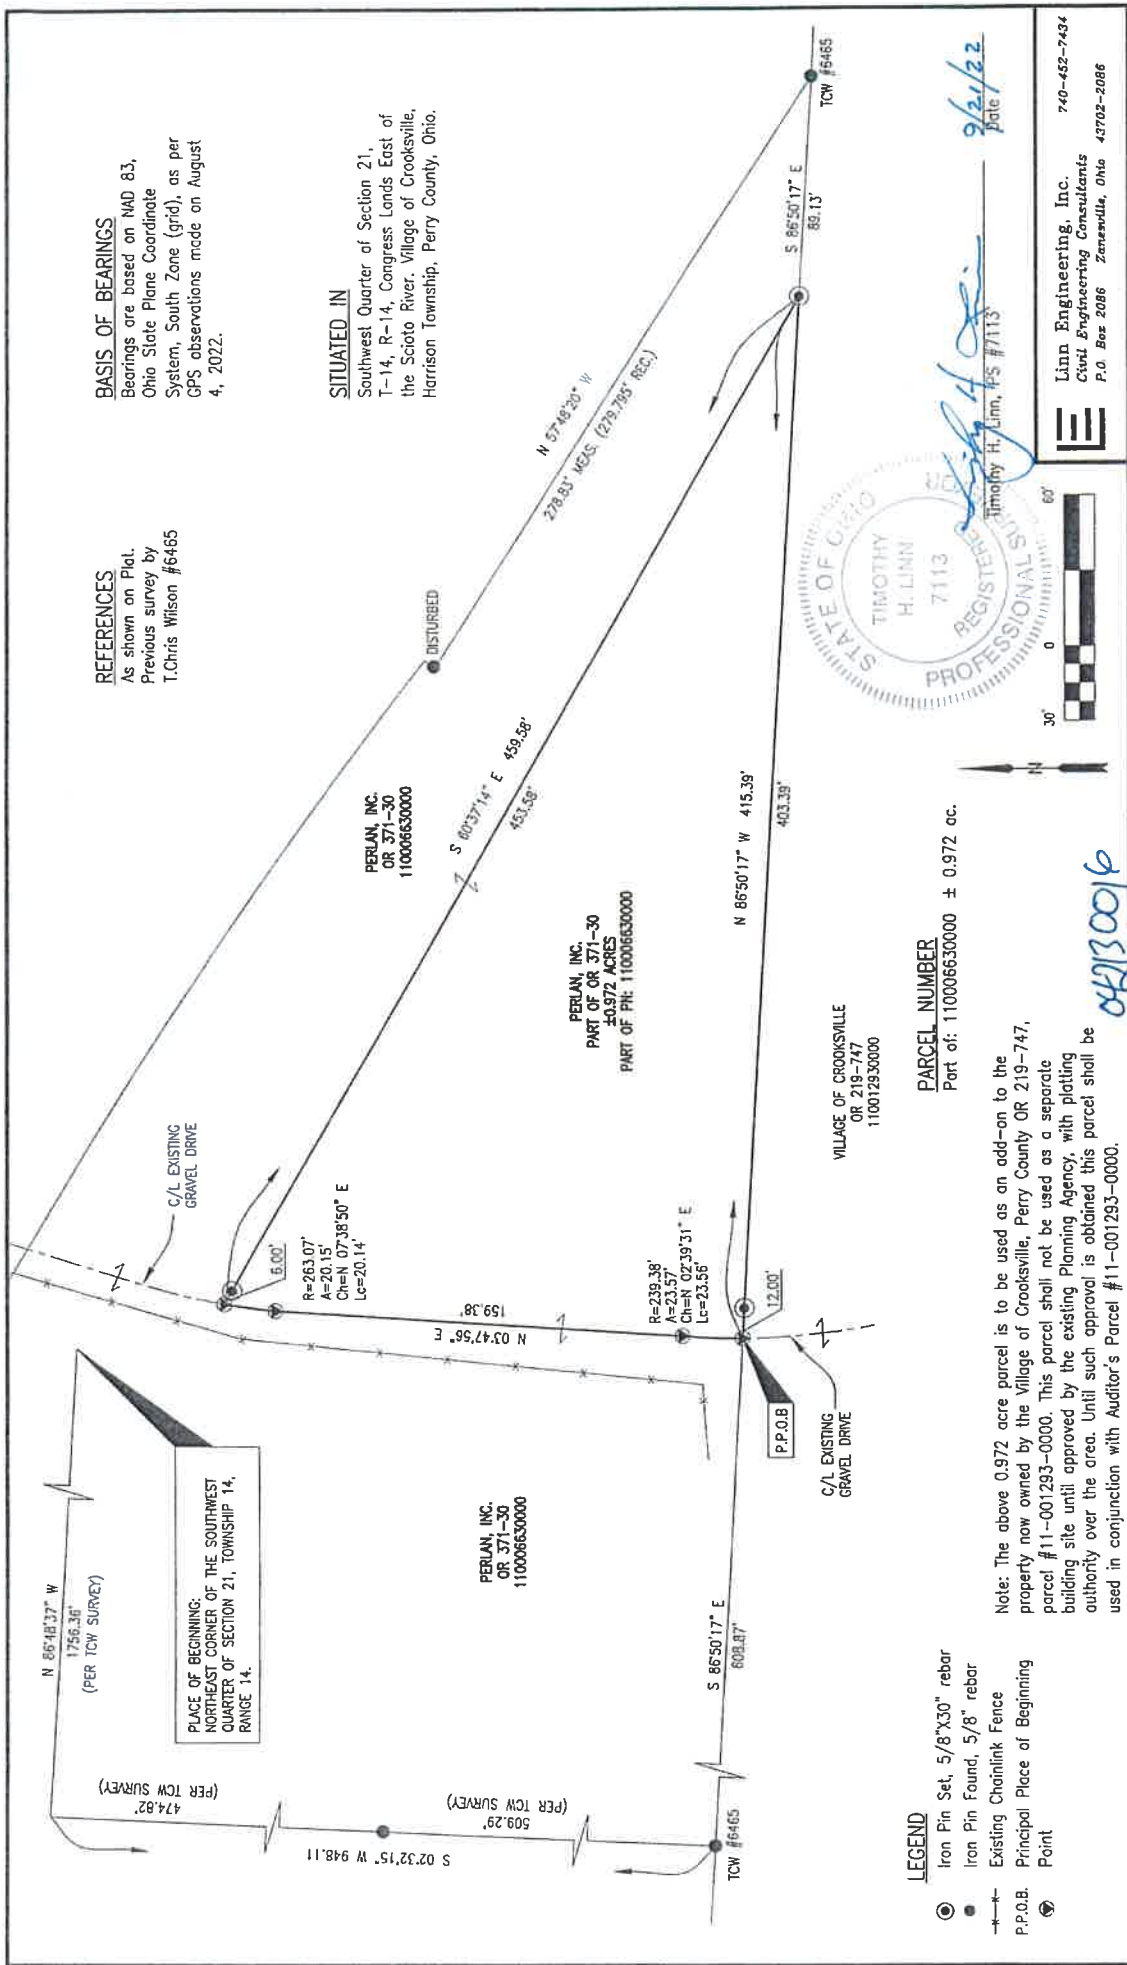 N 86°48'37" W
1756.36'
(PER TCW SURVEY)
PLACE OF BEGINNING:
NORTHEAST CORNER OF THE SOUTHWEST
QUARTER OF SECTION 21, TOWNSHIP 14,
RANGE 14.
474.82'
(PER TCW SURVEY)
509.29'
(PER TCW SURVEY)
S 02°32'15" W 948.11
TCW #6465
S 86°50'17" E
608.87'
PERLAN, INC.
OR 371-30
110006630000
C/L EXISTING
GRAVEL DRIVE
6.00'
R=263.07'
A=20.15'
Ch=N 07°38'50" E
Lc=20.14'
N 03°47'56" E
159.38'
R=239.38'
A=23.57'
Ch=N 02°39'31" E
Lc=23.56'
12.00'
P.P.O.B
C/L EXISTING
GRAVEL DRIVE
PERLAN, INC.
OR 371-30
110006630000
S 60°37'14" E 459.58'
453.58'
PERLAN, INC.
PART OF OR 371-30
±0.972 ACRES
PART OF PN: 110006630000
N 86°50'17" W 415.39'
403.39'
VILLAGE OF CROOKSVILLE
OR 219-747
110012930000
DISTURBED
N 57°48'20" W
278.83' MEAS. (279.795' REC.)
S 86°50'17" E
89.13'
TCW #6465
REFERENCES
As shown on Plat.
Previous survey by
T.Chris Wilson #6465
BASIS OF BEARINGS
Bearings are based on NAD 83,
Ohio State Plane Coordinate
System, South Zone (grid), as per
GPS observations made on August
4, 2022.
SITUATED IN
Southwest Quarter of Section 21,
T-14, R-14, Congress Lands East of
the Scioto River. Village of Crooksville,
Harrison Township, Perry County, Ohio.
LEGEND
Iron Pin Set, 5/8"X30" rebar
Iron Pin Found, 5/8" rebar
Existing Chainlink Fence
P.P.O.B. Principal Place of Beginning
Point
PARCEL NUMBER
Part of: 110006630000 ± 0.972 ac.
Note: The above 0.972 acre parcel is to be used as an add-on to the
property now owned by the Village of Crooksville, Perry County OR 219-747,
parcel #11-001293-0000. This parcel shall not be used as a separate
building site until approved by the existing Planning Agency, with platting
authority over the area. Until such approval is obtained this parcel shall be
used in conjunction with Auditor's Parcel #11-001293-0000.
042130016
N
30' 0 60'
STATE OF OHIO
TIMOTHY
H. LINN
7113
REGISTERED
PROFESSIONAL SURVEYOR
Timothy H. Linn, PS #7113
9/21/22
Date
Linn Engineering, Inc. 740-452-7434
Civil Engineering Consultants
P.O. Box 2086 Zanesville, Ohio 43702-2086